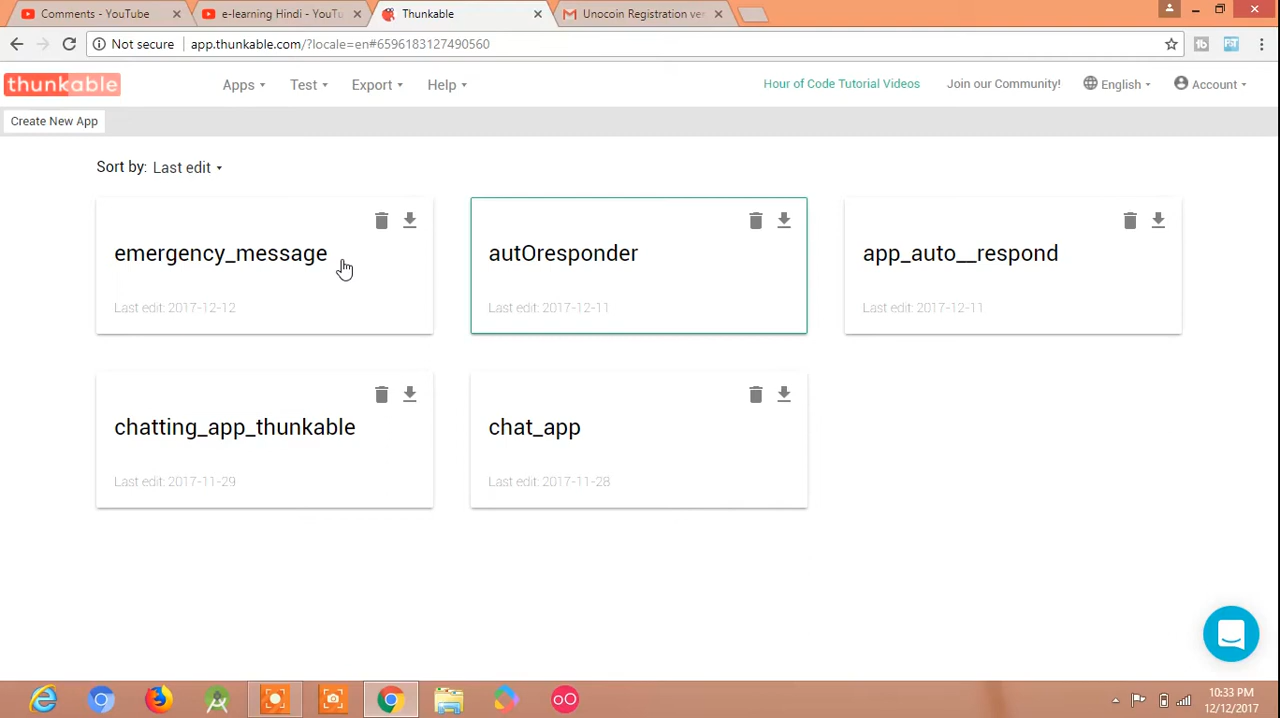 Comments - YouTube
e-learning Hindi - YouTu
Thunkable
Unocoin Registration ver
Not secure
app.thunkable.com/?locale=en#6596183127490560
thunkable
Apps
Test
Export
Help
Hour of Code Tutorial Videos
Join our Community!
English
Account
Create New App
Sort by: Last edit
emergency_message
autOresponder
app_auto__respond
Last edit: 2017-12-12
Last edit: 2017-12-11
Last edit: 2017-12-11
chatting_app_thunkable
chat_app
Last edit: 2017-11-29
Last edit: 2017-11-28
10:33 PM
12/12/2017